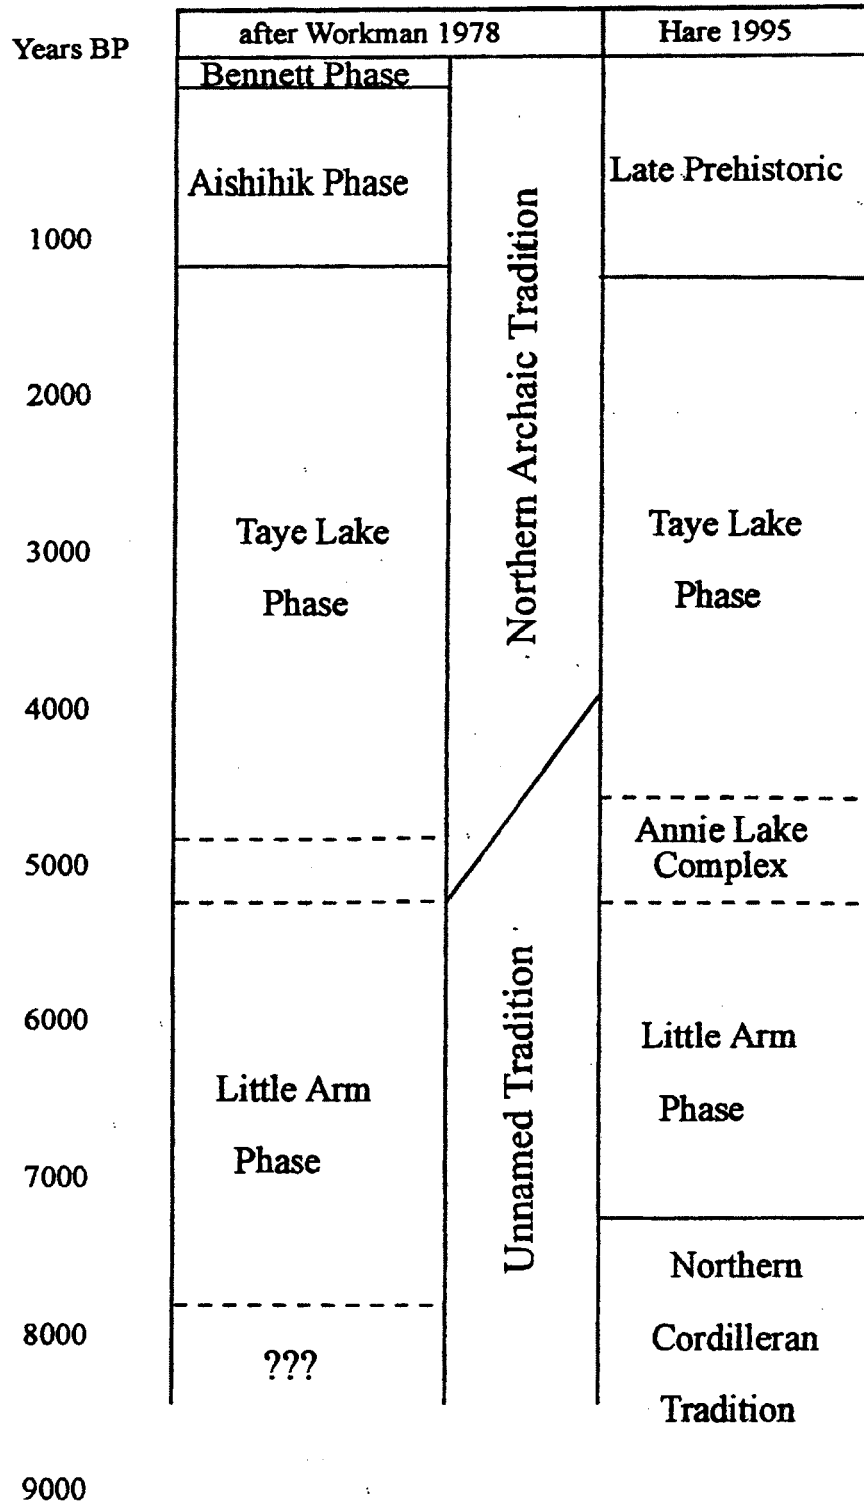 Years BP
after Workman 1978
Hare 1995
Bennett Phase
Aishihik Phase
Late Prehistoric
1000
2000
3000
4000
5000
6000
7000
8000
9000
Taye Lake
Phase
Little Arm
Phase
???
Northern Archaic Tradition
Unnamed Tradition
Taye Lake
Phase
Annie Lake
Complex
Little Arm
Phase
Northern
Cordilleran
Tradition